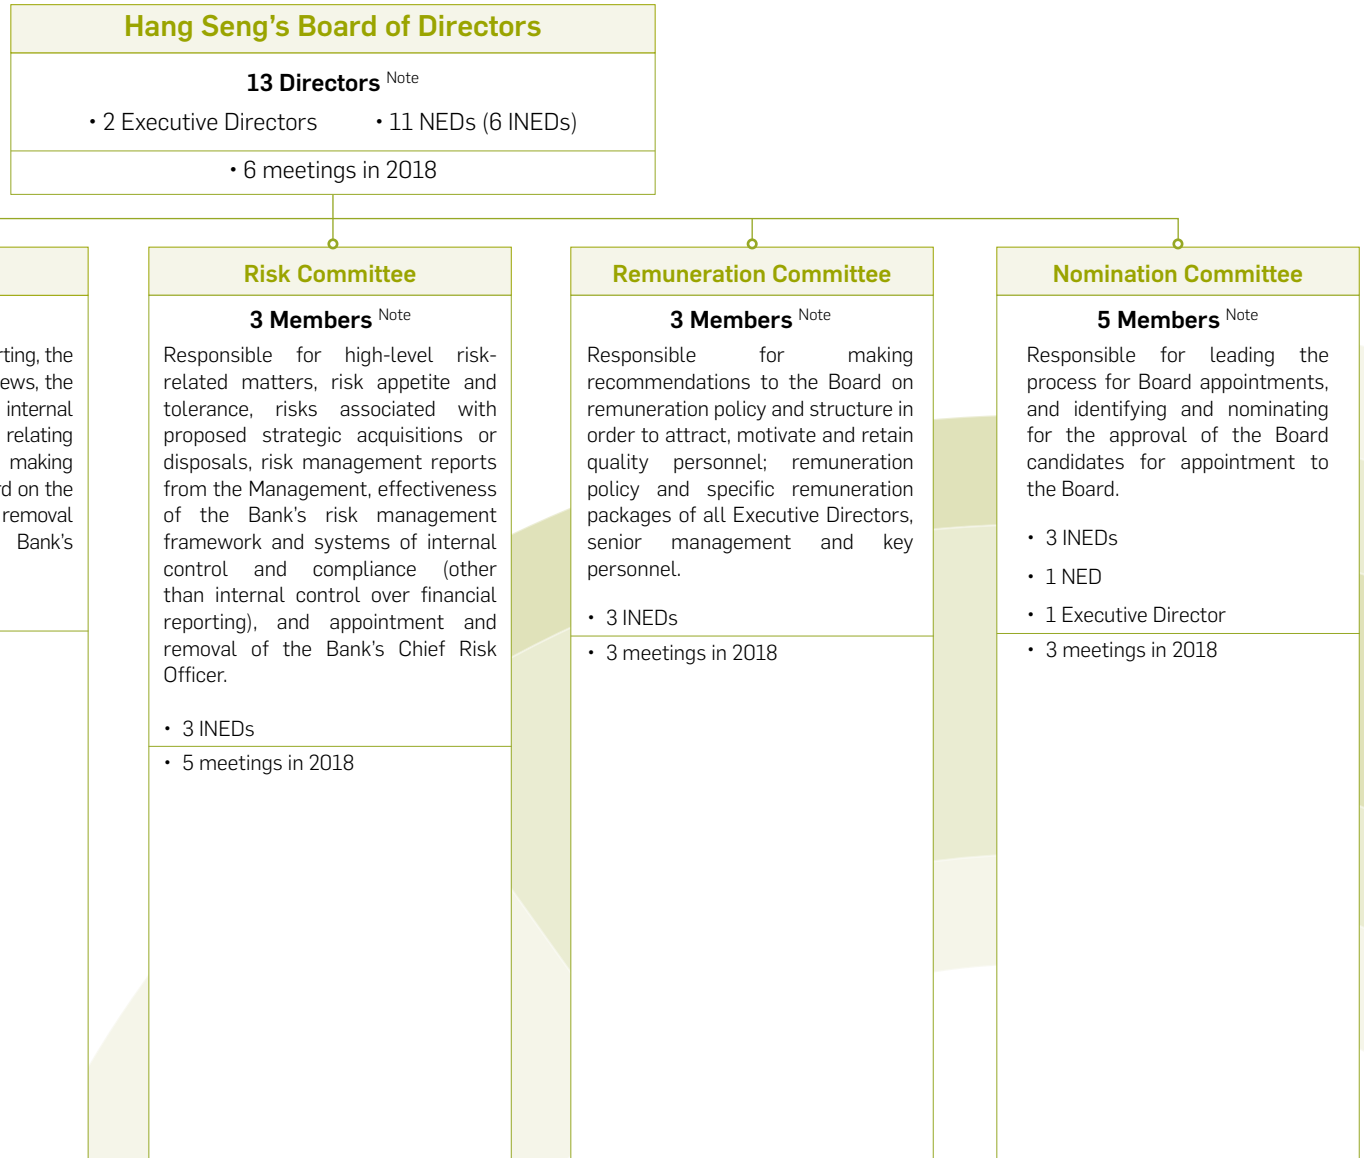 Hang Seng's Board of Directors
13 Directors Note
• 2 Executive Directors • 11 NEDs (6 INEDs)
• 6 meetings in 2018
the
the
internal
relating
making
on the
removal
Bank's
Risk Committee
3 Members Note
Responsible for high-level risk-
related matters, risk appetite and
tolerance, risks associated with
proposed strategic acquisitions or
disposals, risk management reports
from the Management, effectiveness
of the Bank's risk management
framework and systems of internal
control and compliance (other
than internal control over financial
reporting), and appointment and
removal of the Bank's Chief Risk
Officer.
• 3 INEDs
• 5 meetings in 2018
Remuneration Committee
3 Members Note
Responsible for making
recommendations to the Board on
remuneration policy and structure in
order to attract, motivate and retain
quality personnel; remuneration
policy and specific remuneration
packages of all Executive Directors,
senior management and key
personnel.
• 3 INEDs
• 3 meetings in 2018
Nomination Committee
5 Members Note
Responsible for leading the
process for Board appointments,
and identifying and nominating
for the approval of the Board
candidates for appointment to
the Board.
• 3 INEDs
• 1 NED
• 1 Executive Director
• 3 meetings in 2018